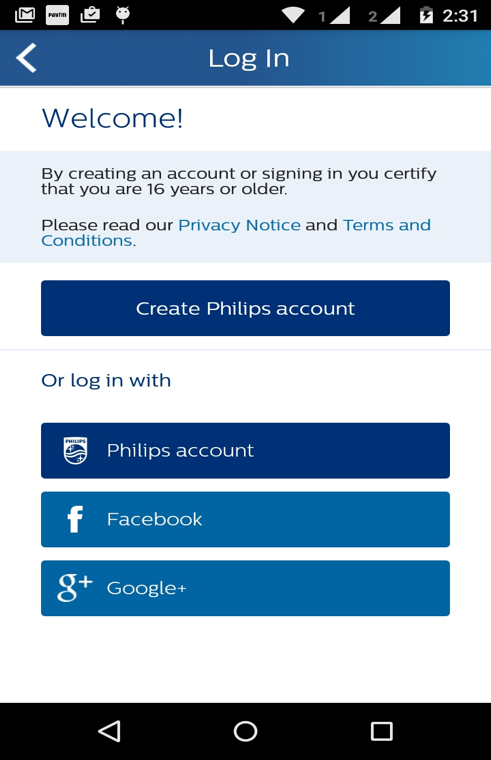 Paytm 1 2 2:31
Log In
Welcome!
By creating an account or signing in you certify
that you are 16 years or older.
Please read our Privacy Notice and Terms and
Conditions.
Create Philips account
Or log in with
PHILIPS Philips account
f Facebook
g+ Google+